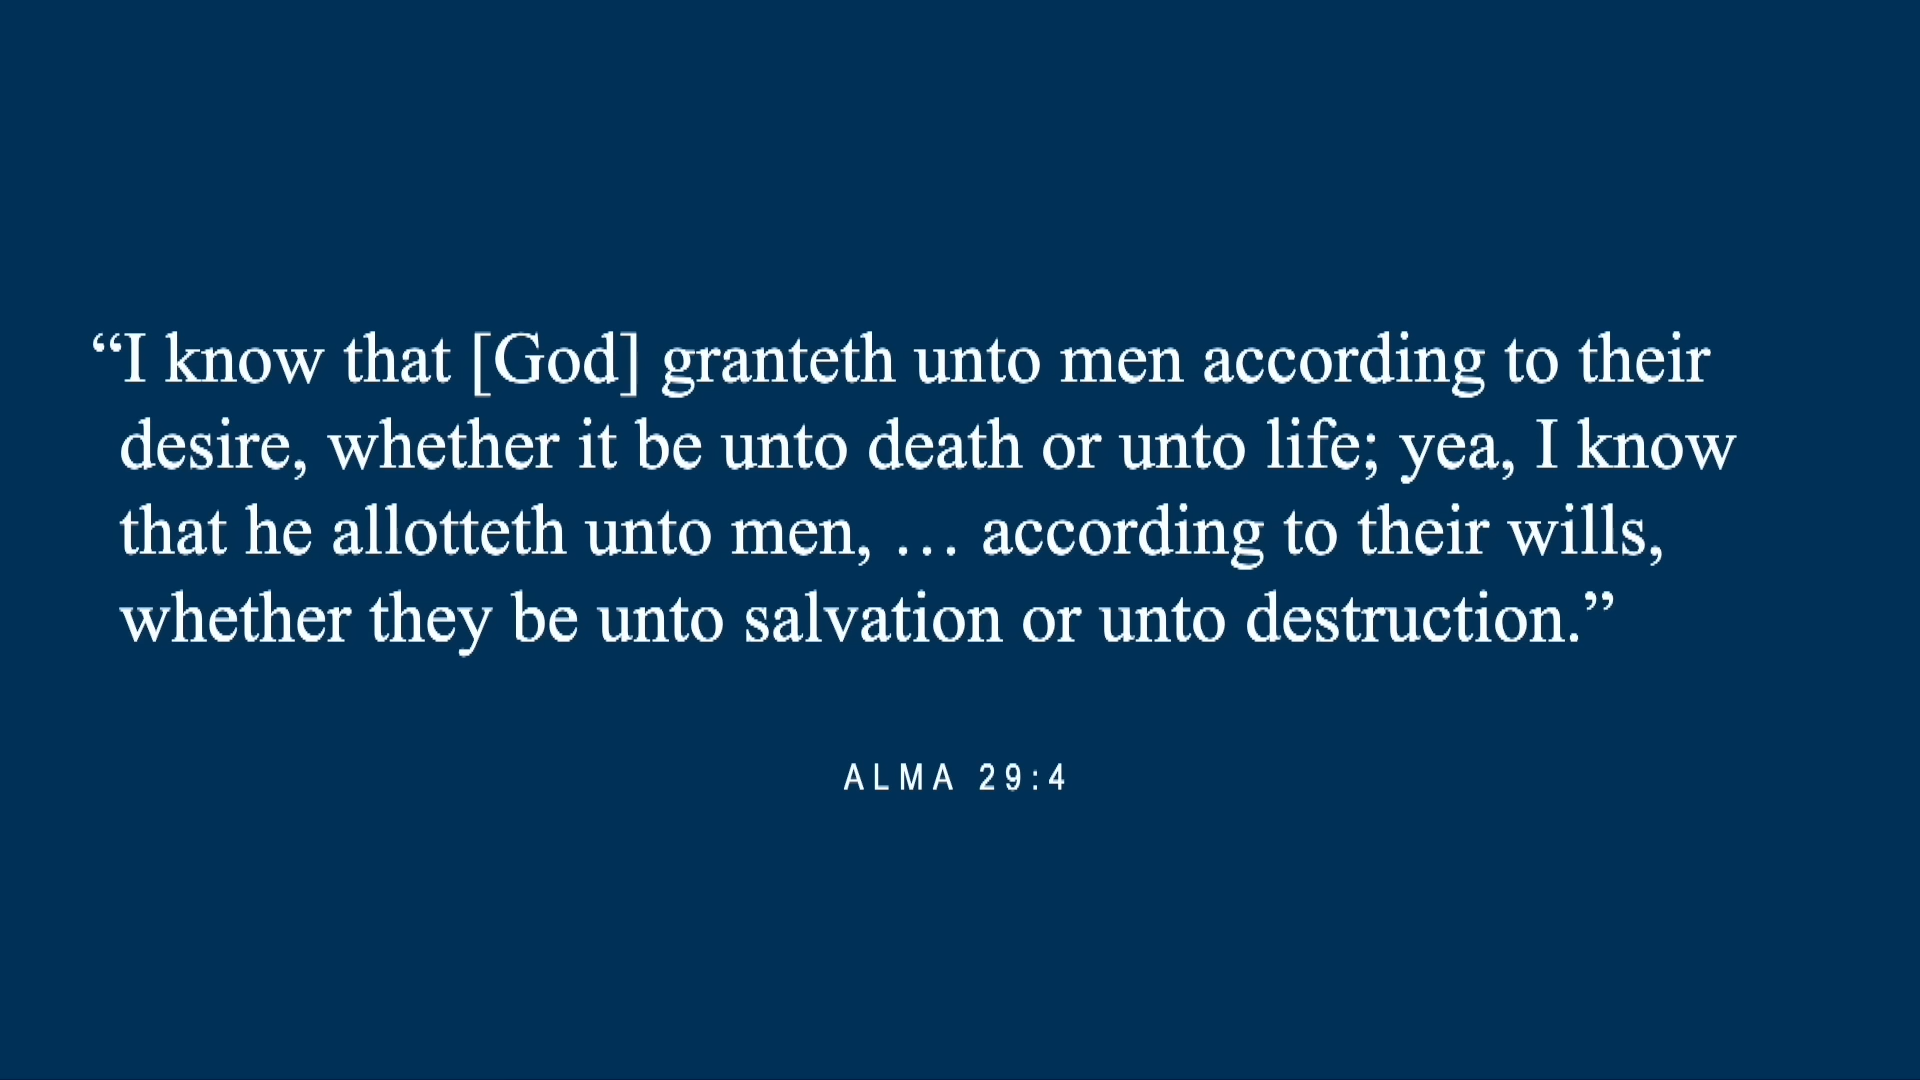 “I know that [God] granteth unto men according to their
desire, whether it be unto death or unto life; yea, I know
that he allotteth unto men, … according to their wills,
whether they be unto salvation or unto destruction.”
ALMA 29:4